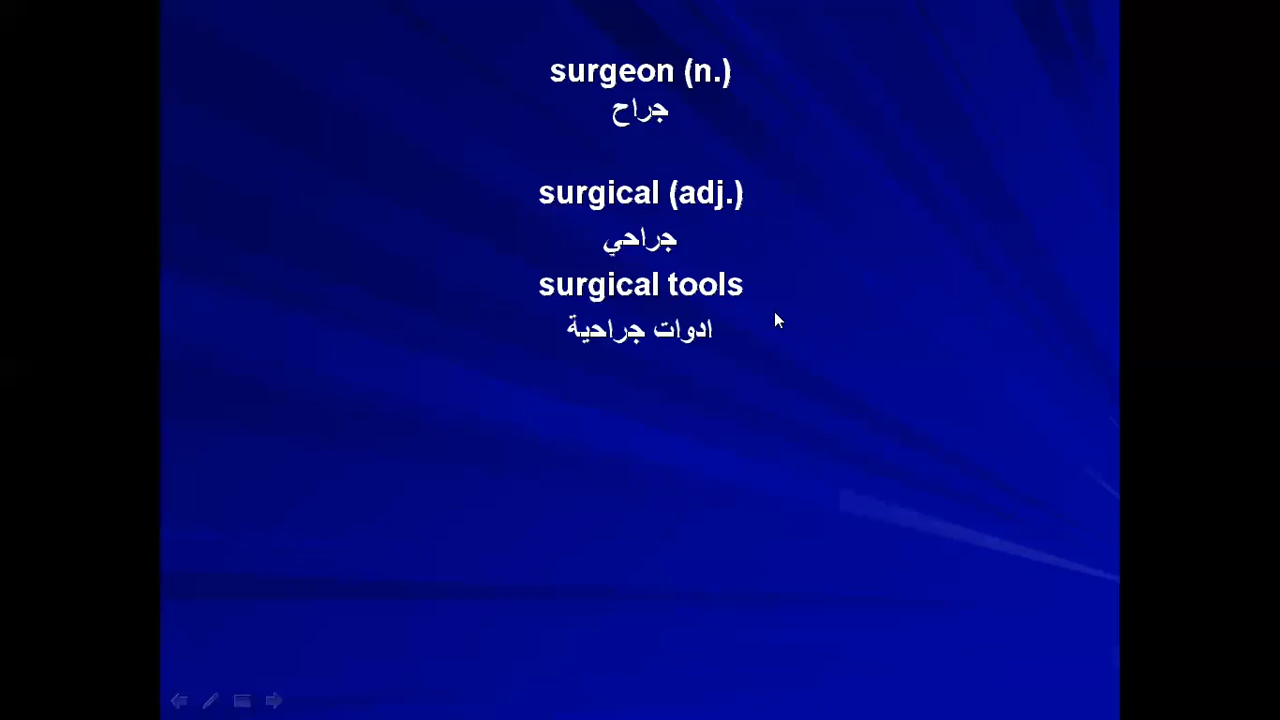 surgeon (n.)
جراح
surgical (adj.)
جراحي
surgical tools
ادوات جراحية